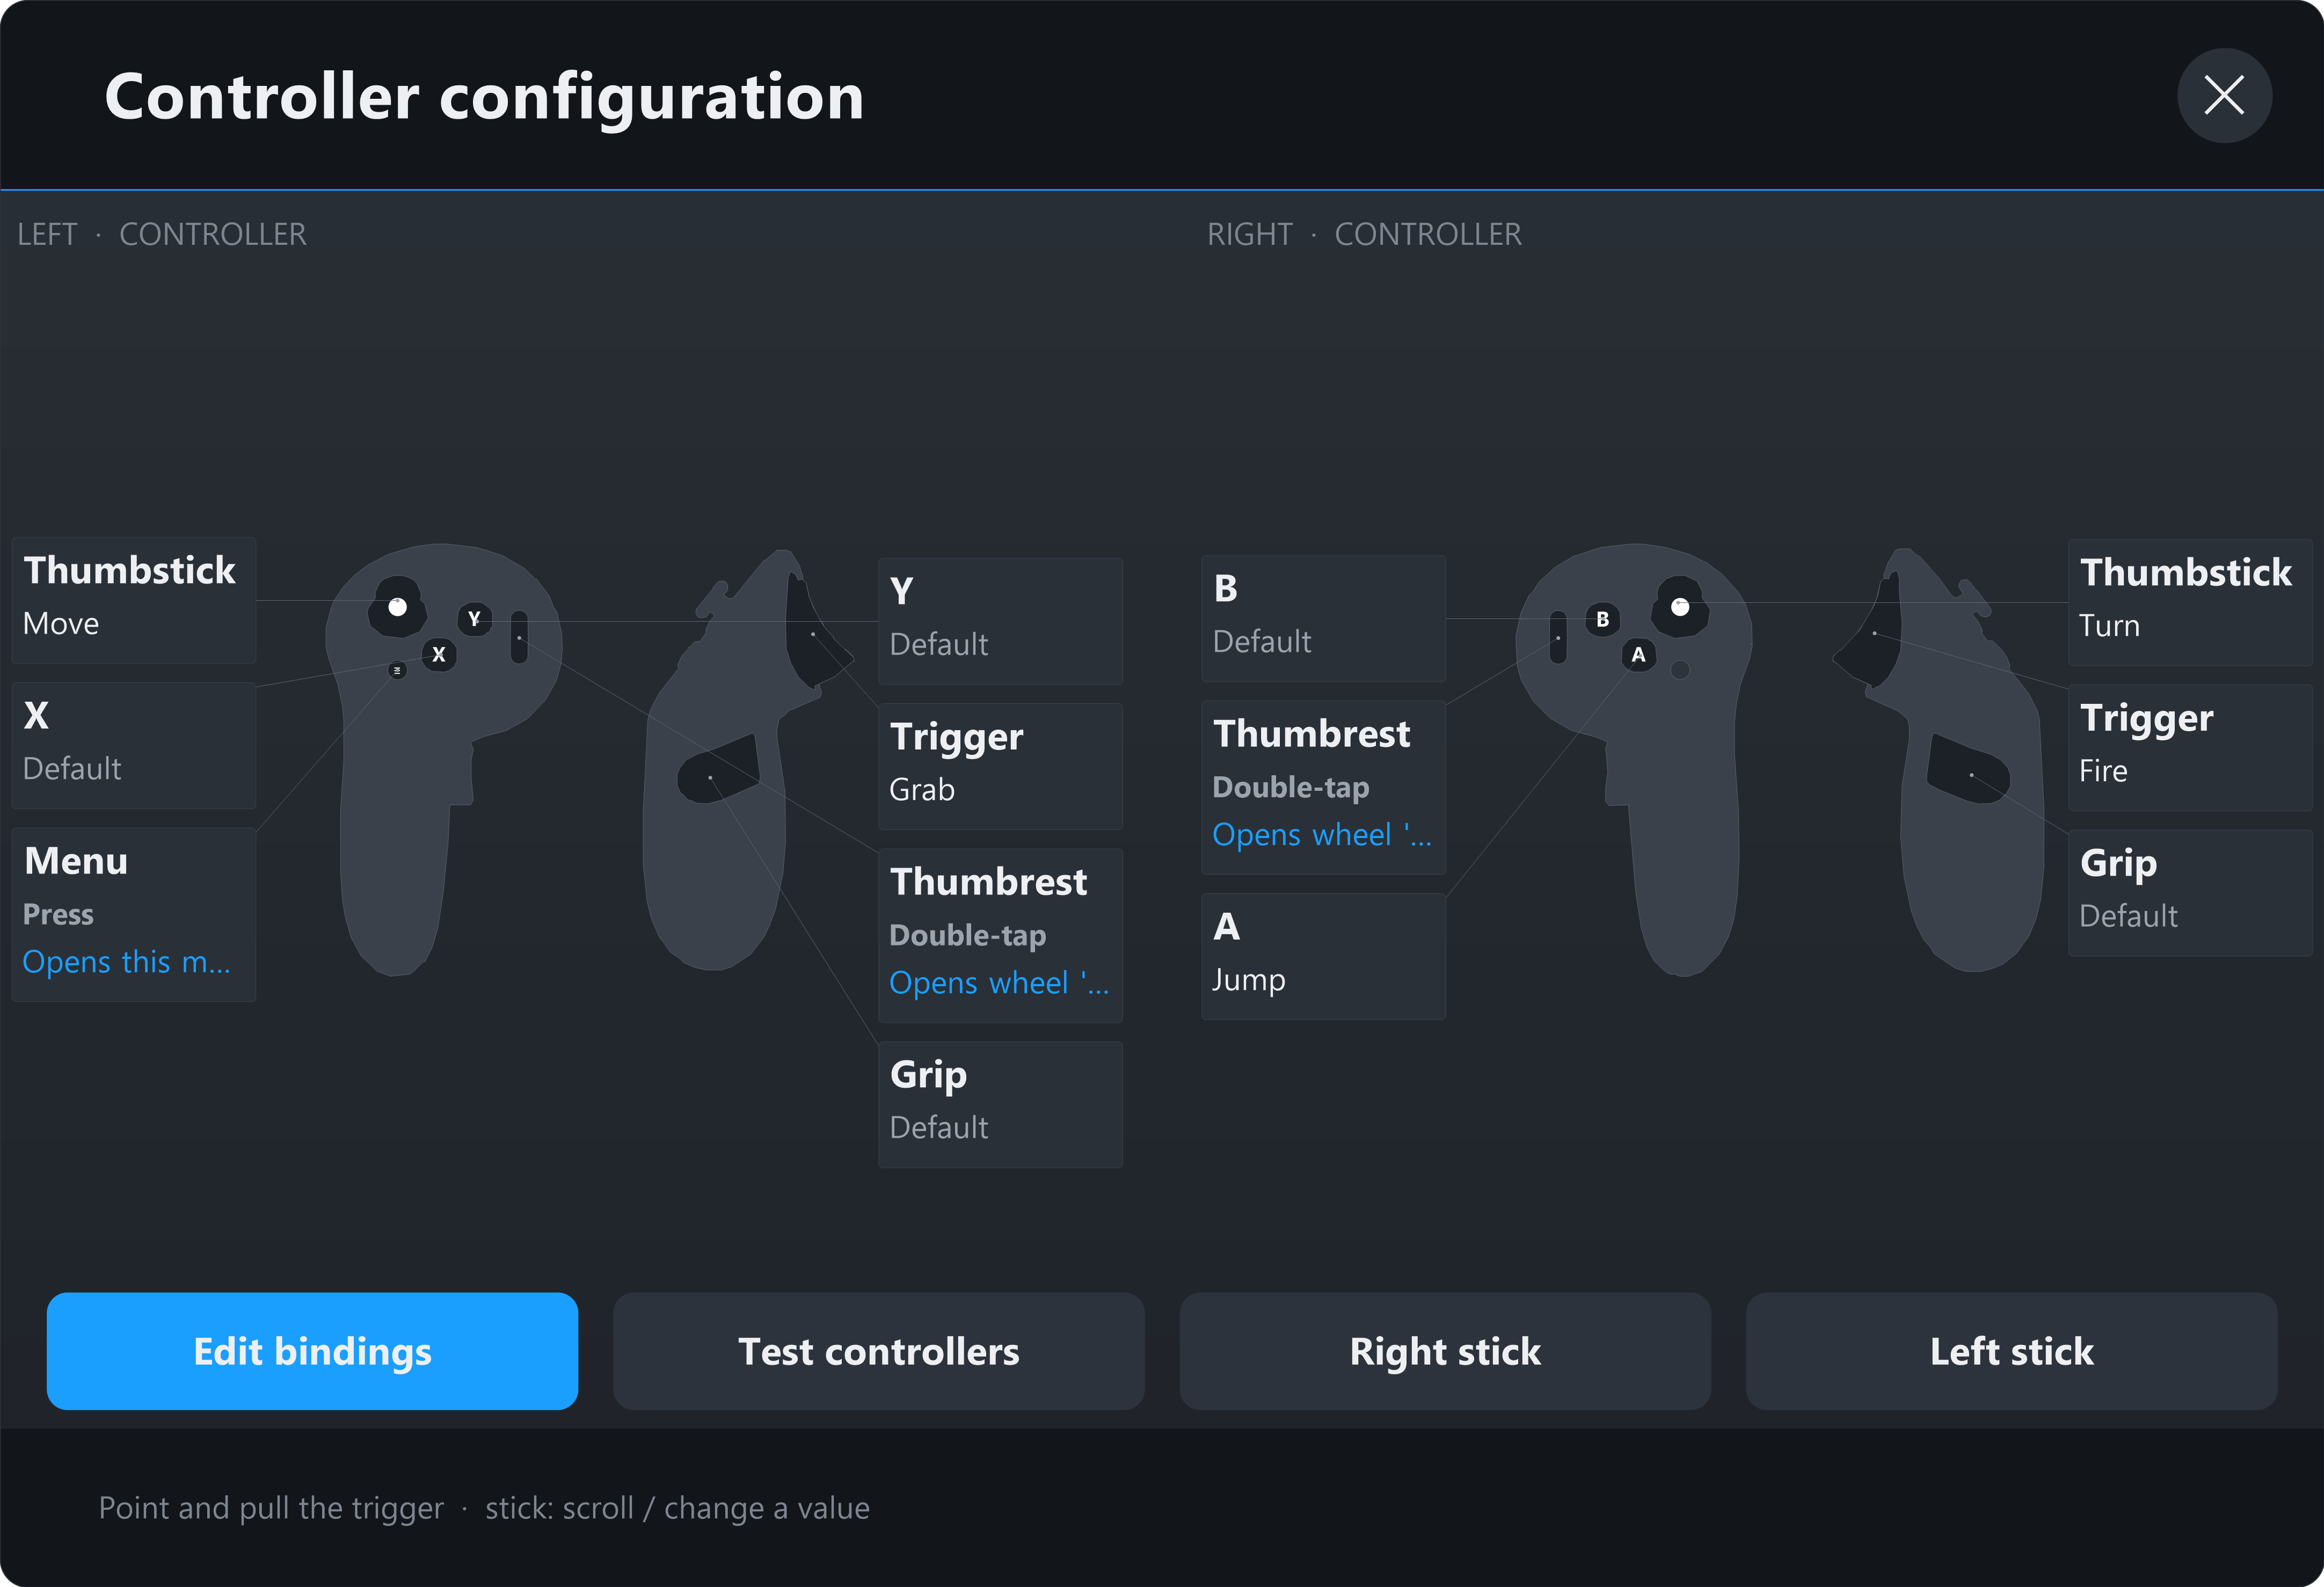 Controller configuration
LEFT · CONTROLLER
Thumbstick
Move
X
Default
Menu
Press
Opens this m...
Y
X
Y
Default
Trigger
Grab
Thumbrest
Double-tap
Opens wheel '...
Grip
Default
RIGHT · CONTROLLER
B
Default
Thumbrest
Double-tap
Opens wheel '...
A
Jump
B
A
Thumbstick
Turn
Trigger
Fire
Grip
Default
Edit bindings
Test controllers
Right stick
Left stick
Point and pull the trigger · stick: scroll / change a value